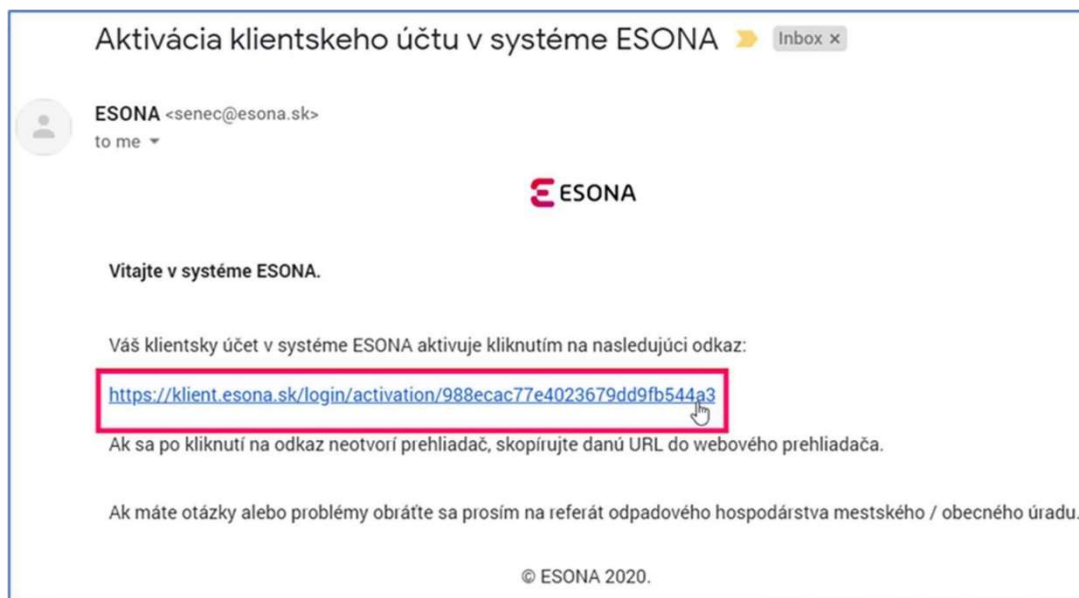 Aktivácia klientskeho účtu v systéme ESONA Inbox ×
ESONA <senec@esona.sk>
to me
ESONA
Vitajte v systéme ESONA.
Váš klientsky účet v systéme ESONA aktivuje kliknutím na nasledujúci odkaz:
https://klient.esona.sk/login/activation/988ecac77e4023679dd9fb544a3
Ak sa po kliknutí na odkaz neotvorí prehliadač, skopírujte danú URL do webového prehliadača.
Ak máte otázky alebo problémy obráťte sa prosím na referát odpadového hospodárstva mestského / obecného úradu.
© ESONA 2020.